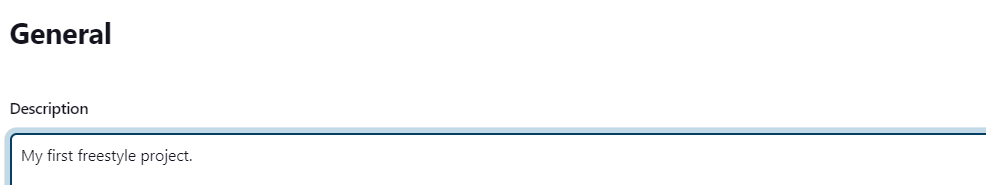 General
Description
My first freestyle project.